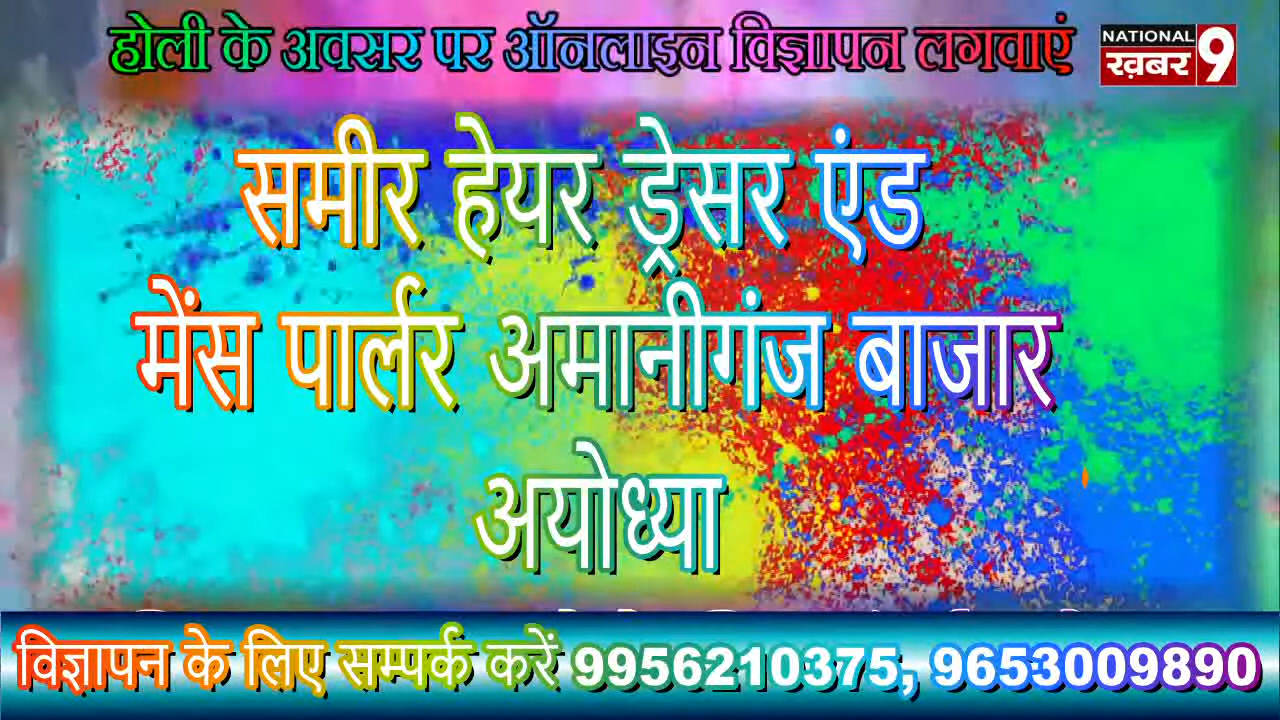 होली के अवसर पर ऑनलाइन विज्ञापन लगवाएं
NATIONAL
ख़बर 9
समीर हेयर ड्रेसर एंड
मेंस पार्लर अमानीगंज बाजार
अयोध्या
विज्ञापन के लिए सम्पर्क करें 9956210375, 9653009890